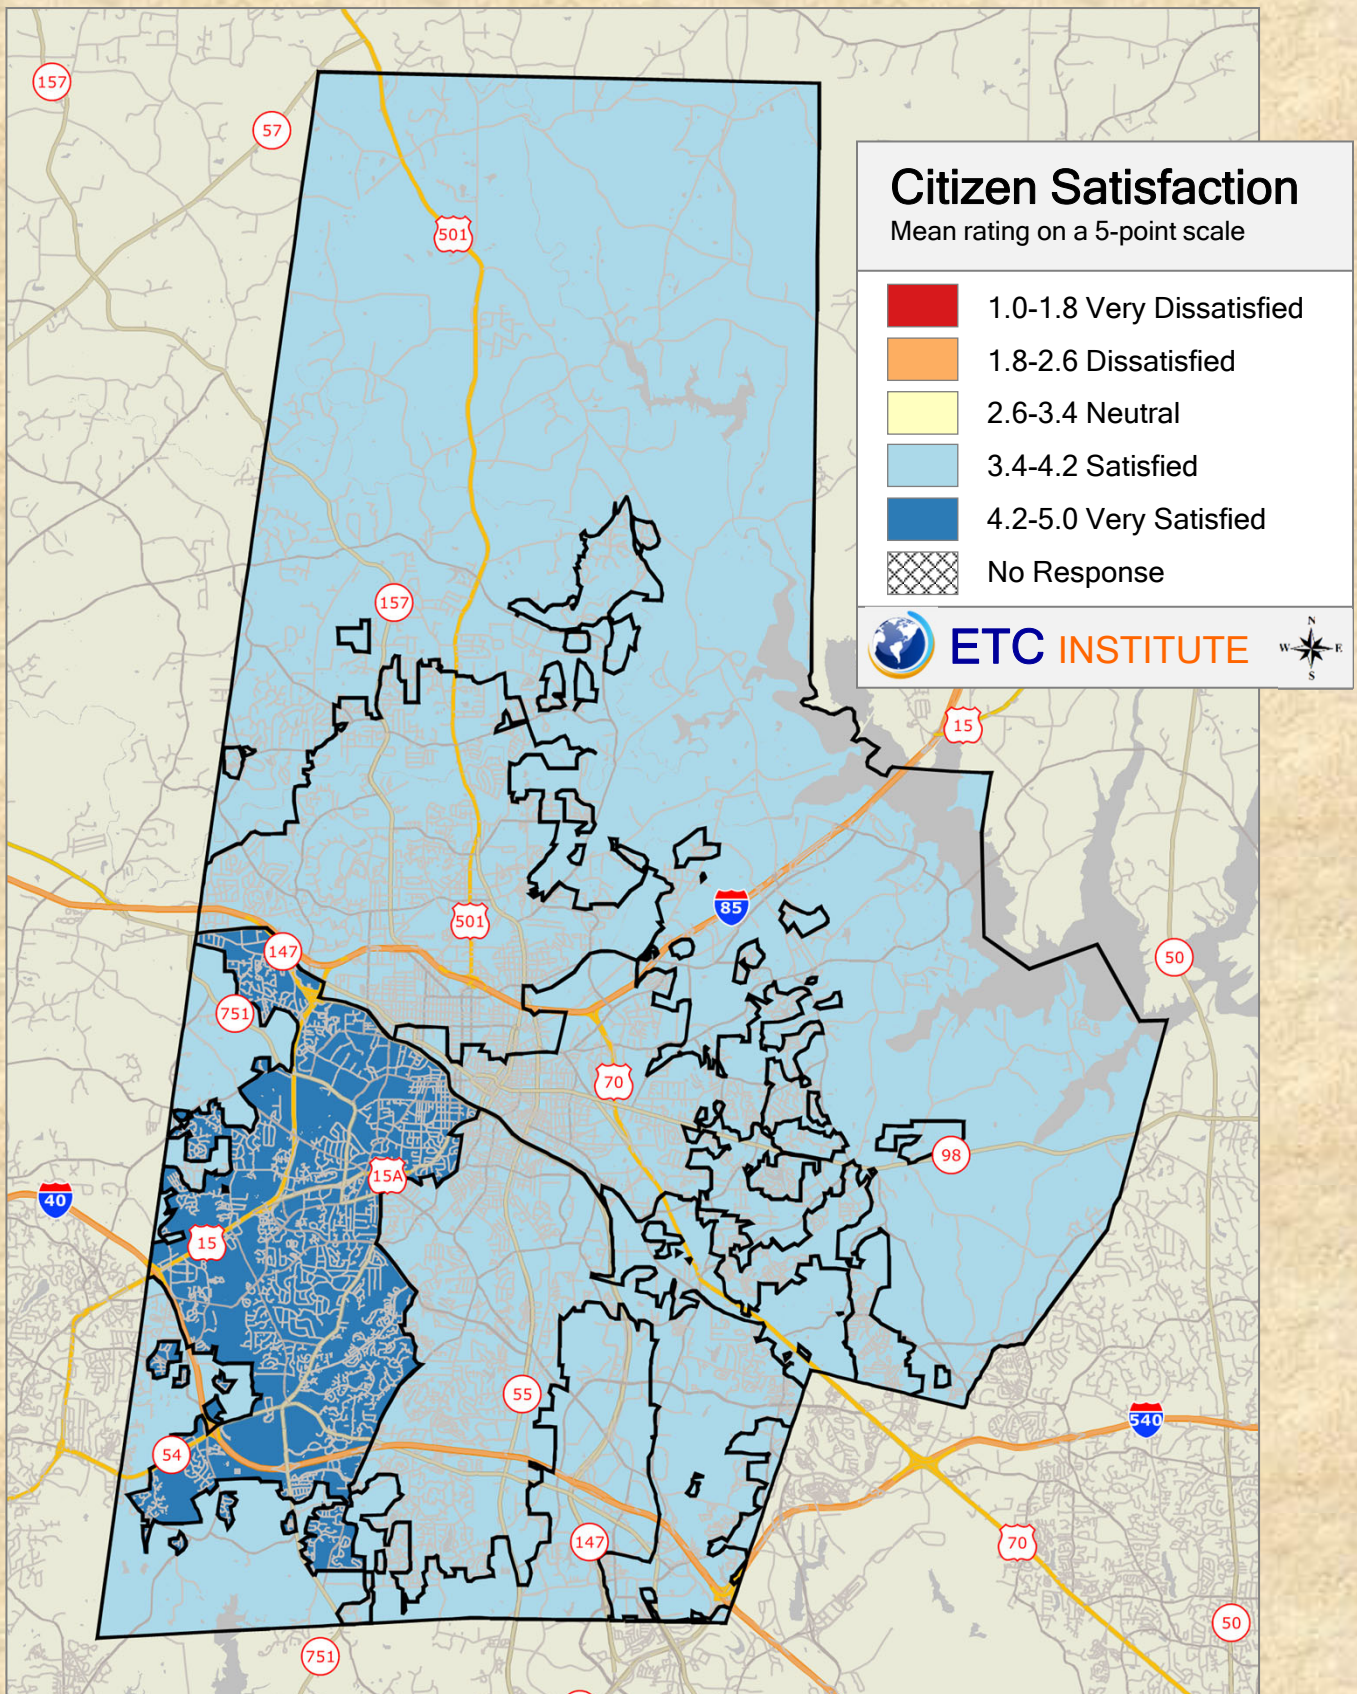 157
57
501
Citizen Satisfaction
Mean rating on a 5-point scale
1.0-1.8 Very Dissatisfied
1.8-2.6 Dissatisfied
2.6-3.4 Neutral
3.4-4.2 Satisfied
4.2-5.0 Very Satisfied
No Response
ETC INSTITUTE
N
W
E
S
157
15
85
501
147
50
751
70
98
15A
40
15
55
540
54
147
70
50
751